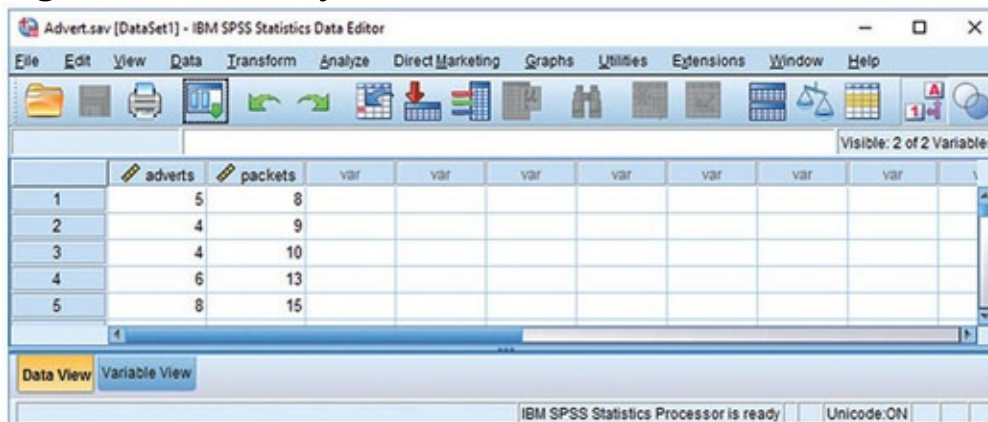 Advert.sav [DataSet1] - IBM SPSS Statistics Data Editor
File Edit View Data Transform Analyze Direct Marketing Graphs Utilities Extensions Window Help
Visible: 2 of 2 Variable
adverts packets var var var var var var var
1 5 8
2 4 9
3 4 10
4 6 13
5 8 15
Data View Variable View
IBM SPSS Statistics Processor is ready Unicode:ON